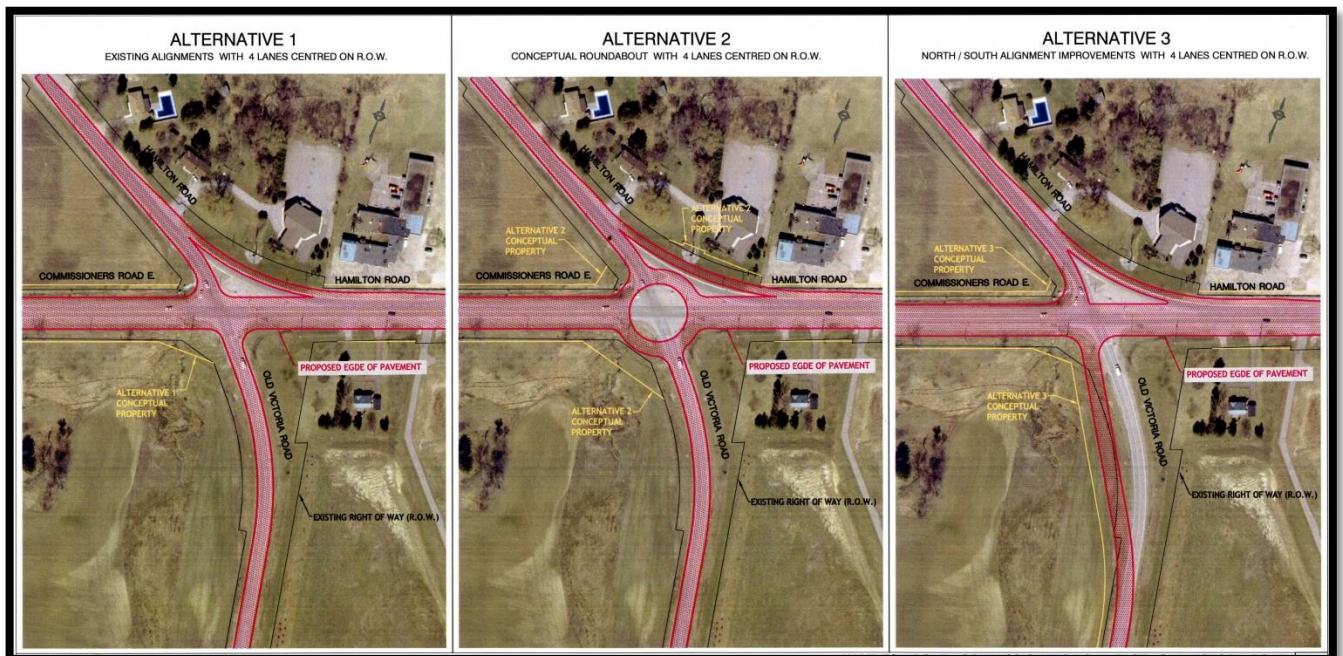 ALTERNATIVE 1
EXISTING ALIGNMENTS WITH 4 LANES CENTRED ON R.O.W.
HAMILTON ROAD
COMMISSIONERS ROAD E.
HAMILTON ROAD
PROPOSED EGDE OF PAVEMENT
ALTERNATIVE 1
CONCEPTUAL
PROPERTY
OLD VICTORIA ROAD
EXISTING RIGHT OF WAY (R.O.W.)
ALTERNATIVE 2
CONCEPTUAL ROUNDABOUT WITH 4 LANES CENTRED ON R.O.W.
HAMILTON ROAD
ALTERNATIVE 2
CONCEPTUAL
PROPERTY
ALTERNATIVE 2
CONCEPTUAL
PROPERTY
COMMISSIONERS ROAD E.
HAMILTON ROAD
PROPOSED EGDE OF PAVEMENT
ALTERNATIVE 2
CONCEPTUAL
PROPERTY
OLD VICTORIA ROAD
EXISTING RIGHT OF WAY (R.O.W.)
ALTERNATIVE 3
NORTH / SOUTH ALIGNMENT IMPROVEMENTS WITH 4 LANES CENTRED ON R.O.W.
HAMILTON ROAD
ALTERNATIVE 3
CONCEPTUAL
PROPERTY
COMMISSIONERS ROAD E.
HAMILTON ROAD
PROPOSED EGDE OF PAVEMENT
ALTERNATIVE 3
CONCEPTUAL
PROPERTY
OLD VICTORIA ROAD
EXISTING RIGHT OF WAY (R.O.W.)